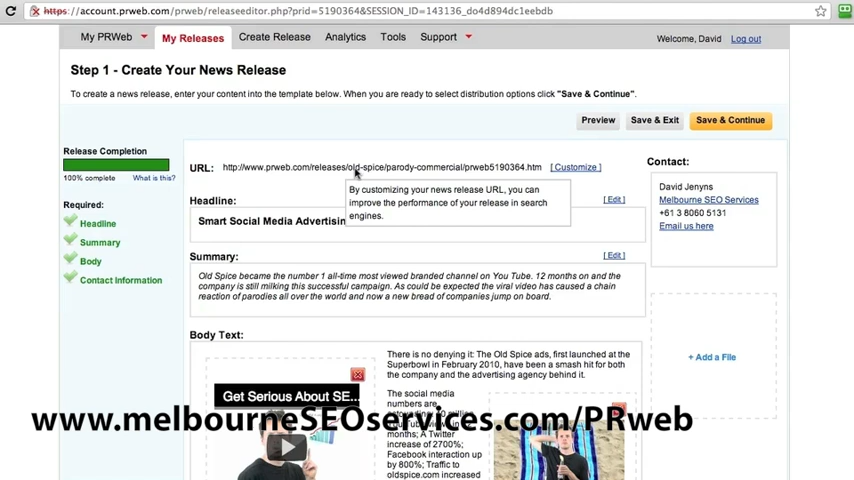 https://account.prweb.com/prweb/releaseeditor.php?prid=5190364&SESSION_ID=143136_do4d894dc1eebdb
My PRWeb
My Releases
Create Release
Analytics
Tools
Support
Welcome, David
Log out
Step 1 - Create Your News Release
To create a news release, enter your content into the template below. When you are ready to select distribution options click "Save & Continue".
Preview
Save & Exit
Save & Continue
Release Completion
100% complete
What is this?
Required:
Headline
Summary
Body
Contact Information
URL: http://www.prweb.com/releases/old-spice/parody-commercial/prweb5190364.htm [ Customize ]
By customizing your news release URL, you can
improve the performance of your release in search
engines.
Headline:
[ Edit ]
Smart Social Media Advertisin
Summary:
[ Edit ]
Old Spice became the number 1 all-time most viewed branded channel on You Tube. 12 months on and the
company is still milking this successful campaign. As could be expected the viral video has caused a chain
reaction of parodies all over the world and now a new bread of companies jump on board.
Body Text:
Get Serious About SE...
There is no denying it: The Old Spice ads, first launched at the
Superbowl in February 2010, have been a smash hit for both
the company and the advertising agency behind it.
The social media
numbers are
months; A Twitter
increase of 2700%;
Facebook interaction up
by 800%; Traffic to
oldspice.com increased
Contact:
David Jenyns
Melbourne SEO Services
+61 3 8060 5131
Email us here
+ Add a File
www.melbourneSEOservices.com/PRweb